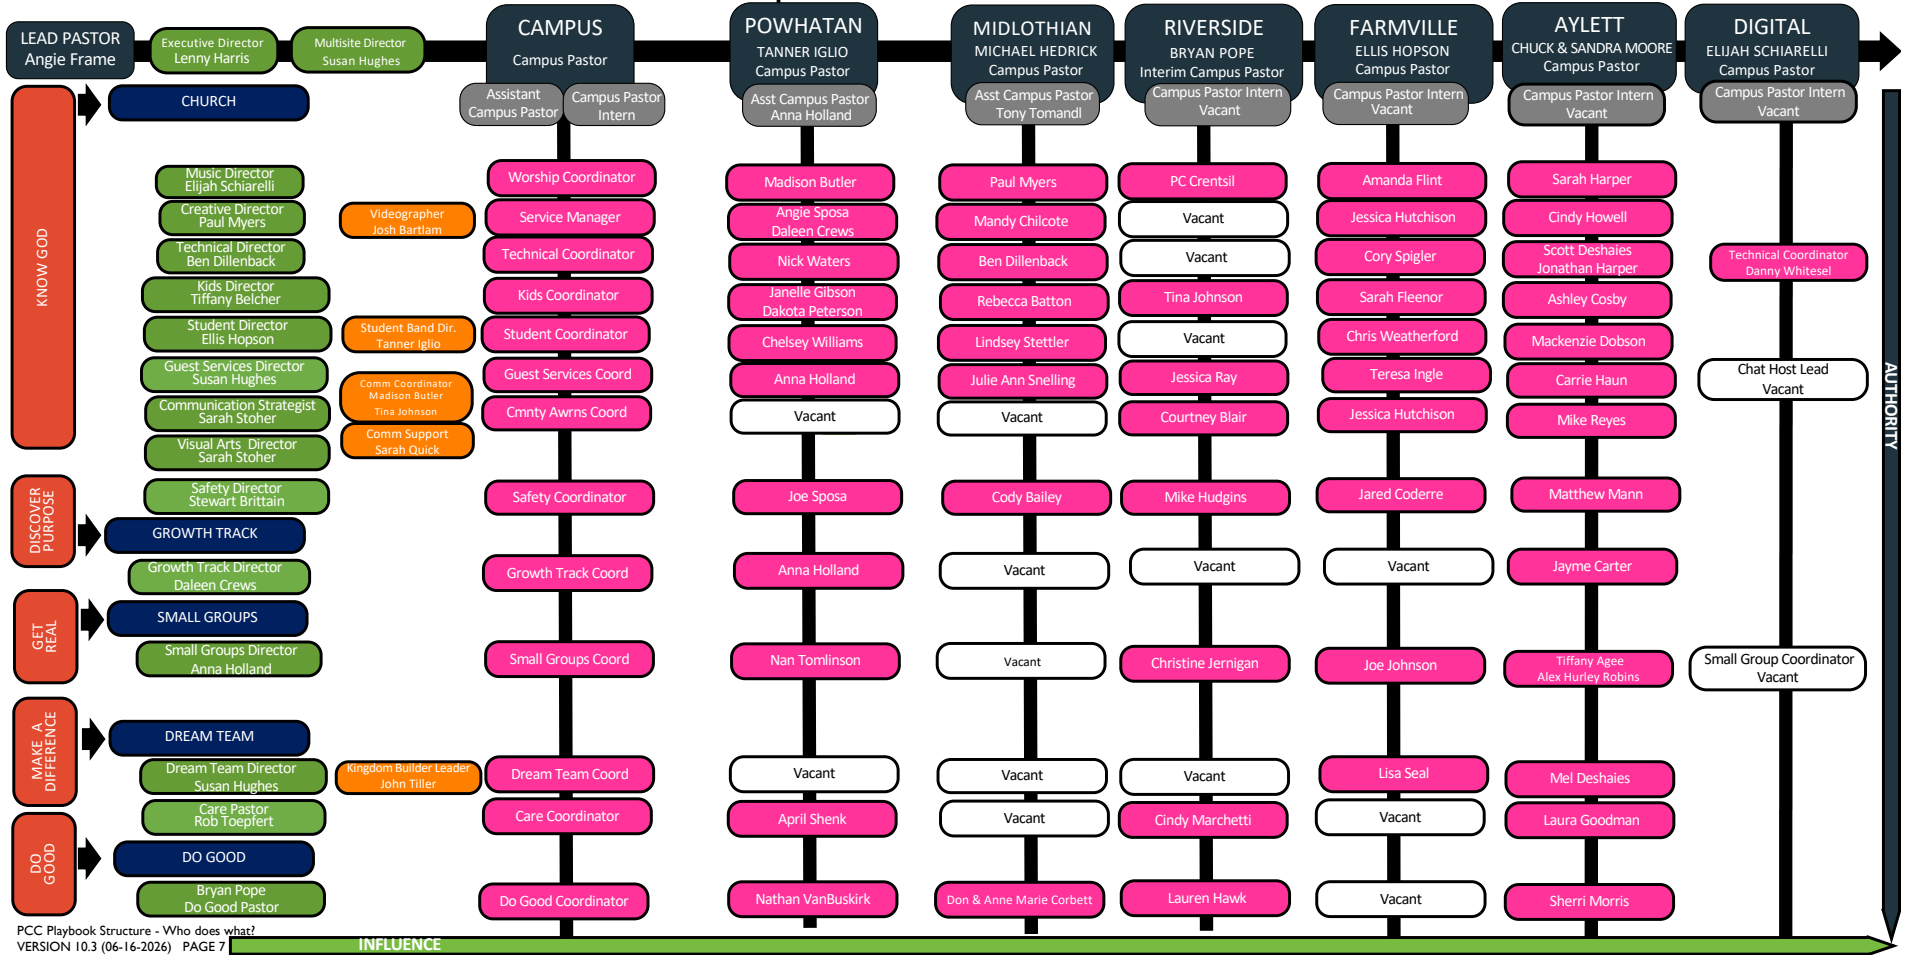 LEAD PASTOR
Angie Frame
Executive Director
Lenny Harris
Multisite Director
Susan Hughes
CAMPUS
Campus Pastor
POWHATAN
TANNER IGLIO
Campus Pastor
MIDLOTHIAN
MICHAEL HEDRICK
Campus Pastor
RIVERSIDE
BRYAN POPE
Interim Campus Pastor
FARMVILLE
ELLIS HOPSON
Campus Pastor
AYLETT
CHUCK & SANDRA MOORE
Campus Pastor
DIGITAL
ELIJAH SCHIARELLI
Campus Pastor
CHURCH
Assistant
Campus Pastor
Campus Pastor
Intern
Asst Campus Pastor
Anna Holland
Asst Campus Pastor
Tony Tomandl
Campus Pastor Intern
Vacant
Campus Pastor Intern
Vacant
Campus Pastor Intern
Vacant
Campus Pastor Intern
Vacant
KNOW GOD
Music Director
Elijah Schiarelli
Worship Coordinator
Madison Butler
Paul Myers
PC Crentsil
Amanda Flint
Sarah Harper
Creative Director
Paul Myers
Videographer
Josh Bartlam
Service Manager
Angie Sposa
Daleen Crews
Mandy Chilcote
Vacant
Jessica Hutchison
Cindy Howell
Technical Director
Ben Dillenback
Technical Coordinator
Nick Waters
Ben Dillenback
Vacant
Cory Spigler
Scott Deshaies
Jonathan Harper
Technical Coordinator
Danny Whitesel
Kids Director
Tiffany Belcher
Kids Coordinator
Janelle Gibson
Dakota Peterson
Rebecca Batton
Tina Johnson
Sarah Fleenor
Ashley Cosby
Student Director
Ellis Hopson
Student Band Dir.
Tanner Iglio
Student Coordinator
Chelsey Williams
Lindsey Stettler
Vacant
Chris Weatherford
Mackenzie Dobson
Guest Services Director
Susan Hughes
Comm Coordinator
Madison Butler
Tina Johnson
Guest Services Coord
Anna Holland
Julie Ann Snelling
Jessica Ray
Teresa Ingle
Carrie Haun
Chat Host Lead
Vacant
Communication Strategist
Sarah Stoher
Cmnty Awrns Coord
Vacant
Vacant
Courtney Blair
Jessica Hutchison
Mike Reyes
Visual Arts  Director
Sarah Stoher
Comm Support
Sarah Quick
AUTHORITY
DISCOVER
PURPOSE
Safety Director
Stewart Brittain
Safety Coordinator
Joe Sposa
Cody Bailey
Mike Hudgins
Jared Coderre
Matthew Mann
GROWTH TRACK
Growth Track Director
Daleen Crews
Growth Track Coord
Anna Holland
Vacant
Vacant
Vacant
Jayme Carter
GET
REAL
SMALL GROUPS
Small Groups Director
Anna Holland
Small Groups Coord
Nan Tomlinson
Vacant
Christine Jernigan
Joe Johnson
Tiffany Agee
Alex Hurley Robins
Small Group Coordinator
Vacant
MAKE A
DIFFERENCE
DREAM TEAM
Dream Team Director
Susan Hughes
Kingdom Builder Leader
John Tiller
Dream Team Coord
Vacant
Vacant
Vacant
Lisa Seal
Mel Deshaies
Care Pastor
Rob Toepfert
Care Coordinator
April Shenk
Vacant
Cindy Marchetti
Vacant
Laura Goodman
DO
GOOD
DO GOOD
Bryan Pope
Do Good Pastor
Do Good Coordinator
Nathan VanBuskirk
Don & Anne Marie Corbett
Lauren Hawk
Vacant
Sherri Morris
PCC Playbook Structure - Who does what?
VERSION 10.3 (06-16-2026)   PAGE 7
INFLUENCE